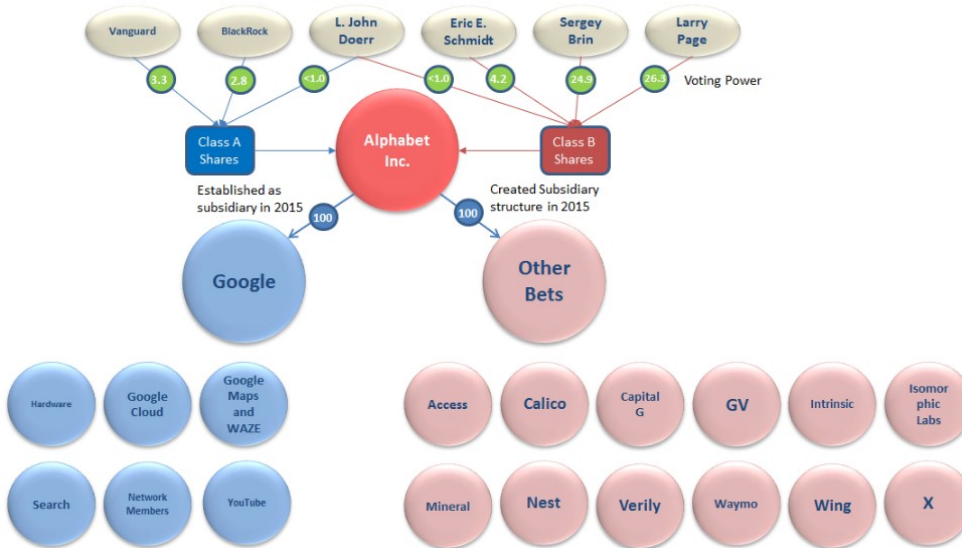 Vanguard
BlackRock
L. John
Doerr
Eric E.
Schmidt
Sergey
Brin
Larry
Page
3.3
2.8
<1.0
<1.0
4.2
24.9
26.3
Voting Power
Class A
Shares
Alphabet
Inc.
Class B
Shares
Established as
subsidiary in 2015
Created Subsidiary
structure in 2015
100
100
Google
Other
Bets
Hardware
Google
Cloud
Google
Maps
and
WAZE
Access
Calico
Capital
G
GV
Intrinsic
Isomor
phic
Labs
Search
Network
Members
YouTube
Mineral
Nest
Verily
Waymo
Wing
X